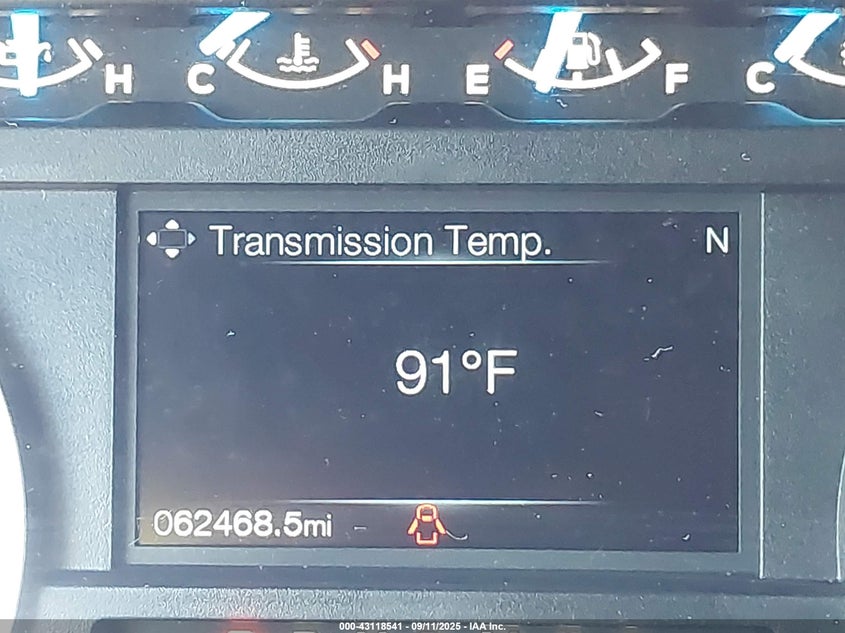 H C H E F C
Transmission Temp. N
91°F
062468.5mi
000-43118541 - 09/11/2025 - IAA Inc.